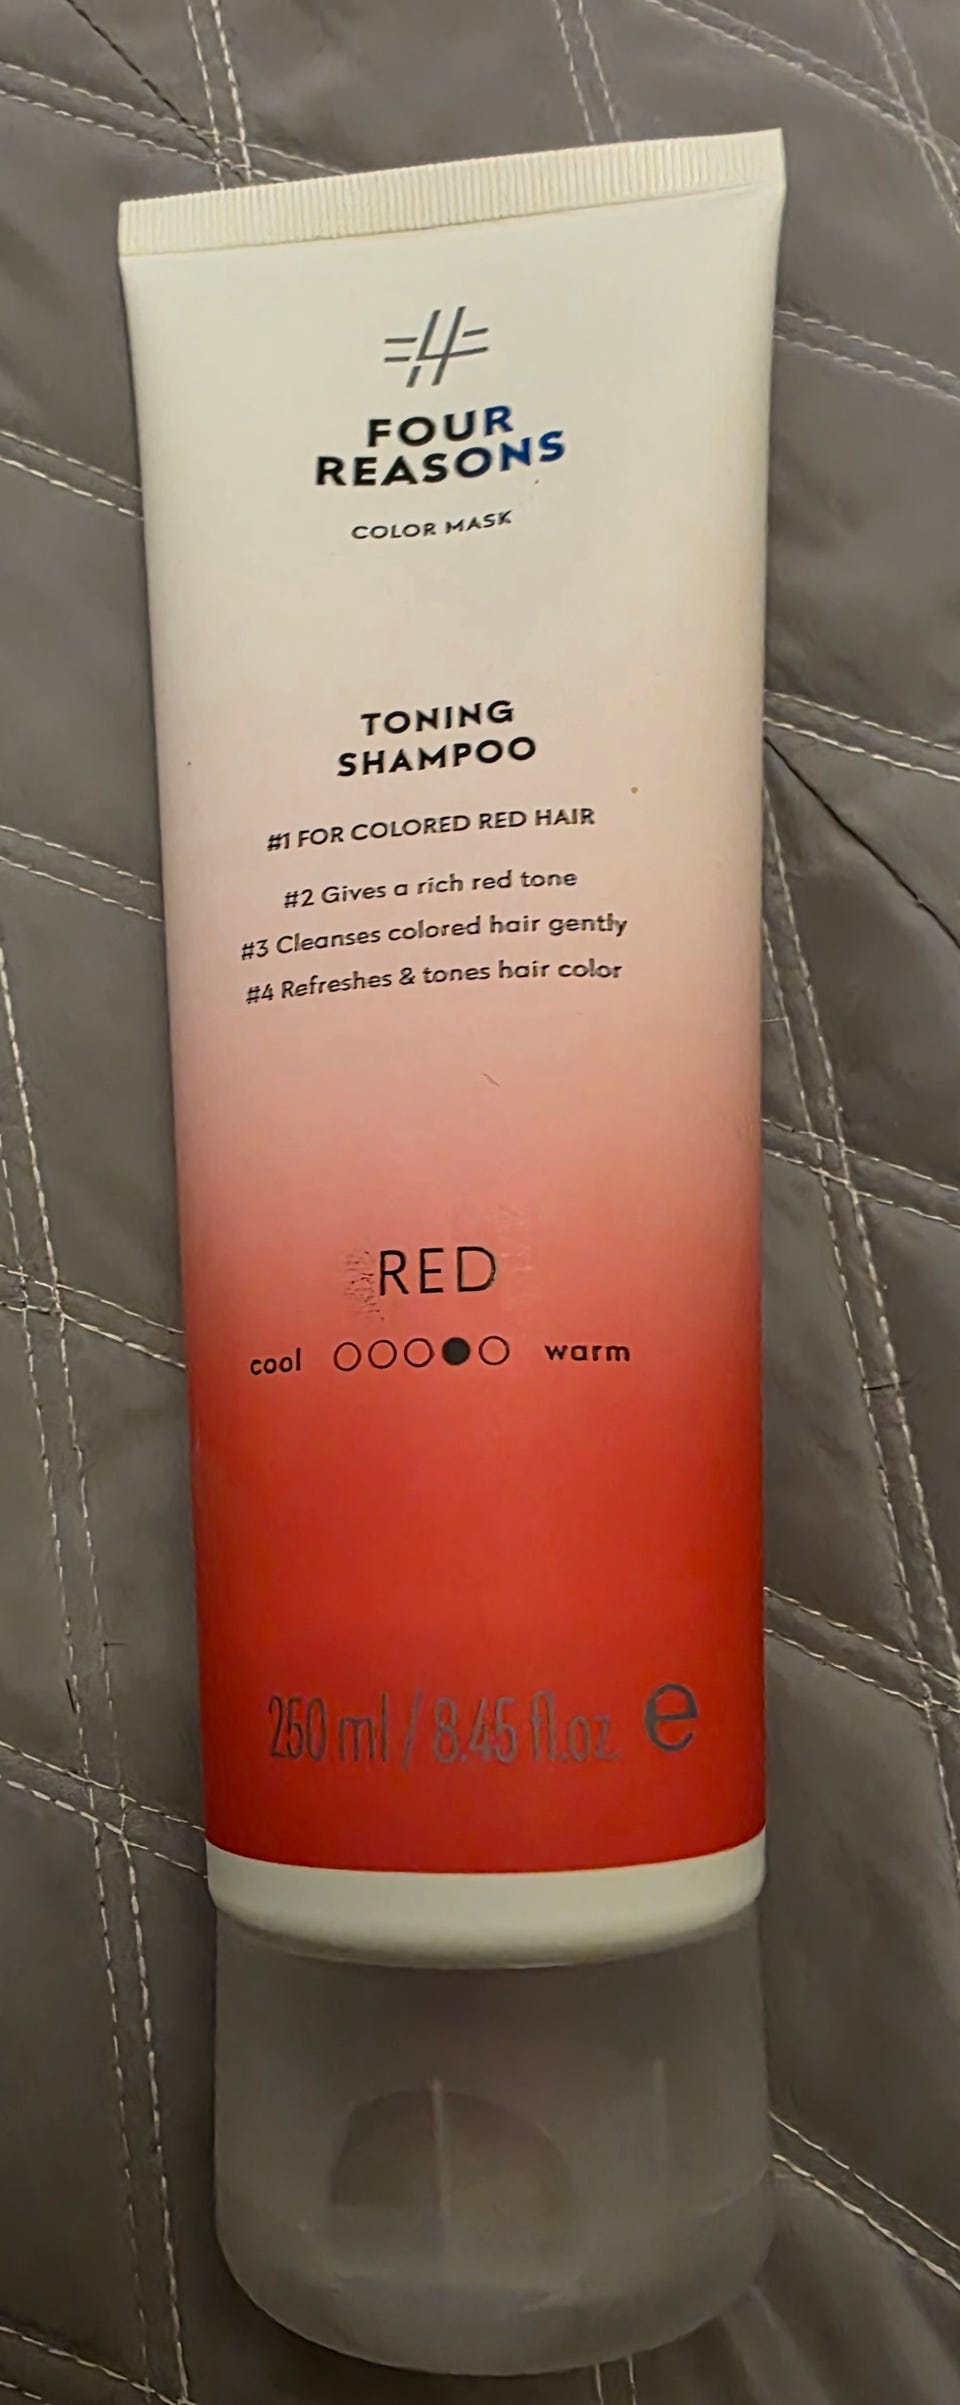 #4
FOUR
REASONS
COLOR MASK
TONING
SHAMPOO
#1 FOR COLORED RED HAIR
#2 Gives a rich red tone
#3 Cleanses colored hair gently
#4 Refreshes & tones hair color
RED
cool warm
250 ml / 8.45 fl.oz. e